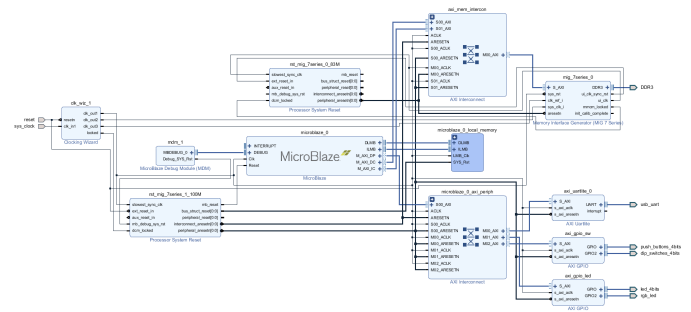 axi_mem_intercon
S00_AXI
S01_AXI
ACLK
ARESETN
S00_ACLK
S00_ARESETN
M00_ACLK
M00_ARESETN
S01_ACLK
S01_ARESETN
M00_AXI
AXI Interconnect
rst_mig_7series_0_83M
slowest_sync_clk
ext_reset_in
aux_reset_in
mb_debug_sys_rst
dcm_locked
mb_reset
bus_struct_reset[0:0]
peripheral_reset[0:0]
interconnect_aresetn[0:0]
peripheral_aresetn[0:0]
Processor System Reset
mig_7series_0
S_AXI
sys_rst
clk_ref_i
sys_clk_i
aresetn
DDR3
ui_clk_sync_rst
ui_clk
mmcm_locked
init_calib_complete
Memory Interface Generator (MIG 7 Series)
DDR3
reset
sys_clock
clk_wiz_1
resetn
clk_in1
clk_out1
clk_out2
clk_out3
locked
Clocking Wizard
mdm_1
MBDEBUG_0
Debug_SYS_Rst
MicroBlaze Debug Module (MDM)
microblaze_0
INTERRUPT
DEBUG
Clk
Reset
MicroBlaze
DLMB
ILMB
M_AXI_DP
M_AXI_DC
M_AXI_IC
MicroBlaze
microblaze_0_local_memory
DLMB
ILMB
LMB_Clk
SYS_Rst
rst_mig_7series_1_100M
slowest_sync_clk
ext_reset_in
aux_reset_in
mb_debug_sys_rst
dcm_locked
mb_reset
bus_struct_reset[0:0]
peripheral_reset[0:0]
interconnect_aresetn[0:0]
peripheral_aresetn[0:0]
Processor System Reset
microblaze_0_axi_periph
S00_AXI
ACLK
ARESETN
S00_ACLK
S00_ARESETN
M00_ACLK
M00_ARESETN
M01_ACLK
M01_ARESETN
M02_ACLK
M02_ARESETN
M00_AXI
M01_AXI
M02_AXI
AXI Interconnect
axi_uartlite_0
S_AXI
s_axi_aclk
s_axi_aresetn
UART
interrupt
AXI Uartlite
usb_uart
axi_gpio_sw
S_AXI
s_axi_aclk
s_axi_aresetn
GPIO
GPIO2
AXI GPIO
push_buttons_4bits
dip_switches_4bits
axi_gpio_led
S_AXI
s_axi_aclk
s_axi_aresetn
GPIO
GPIO2
AXI GPIO
led_4bits
rgb_led